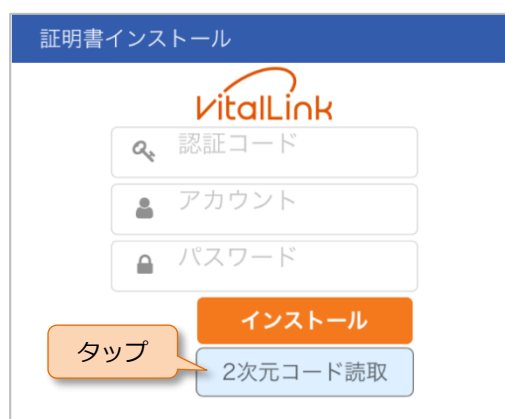 証明書インストール
VitalLink
認証コード
アカウント
パスワード
インストール
タップ
2次元コード読取